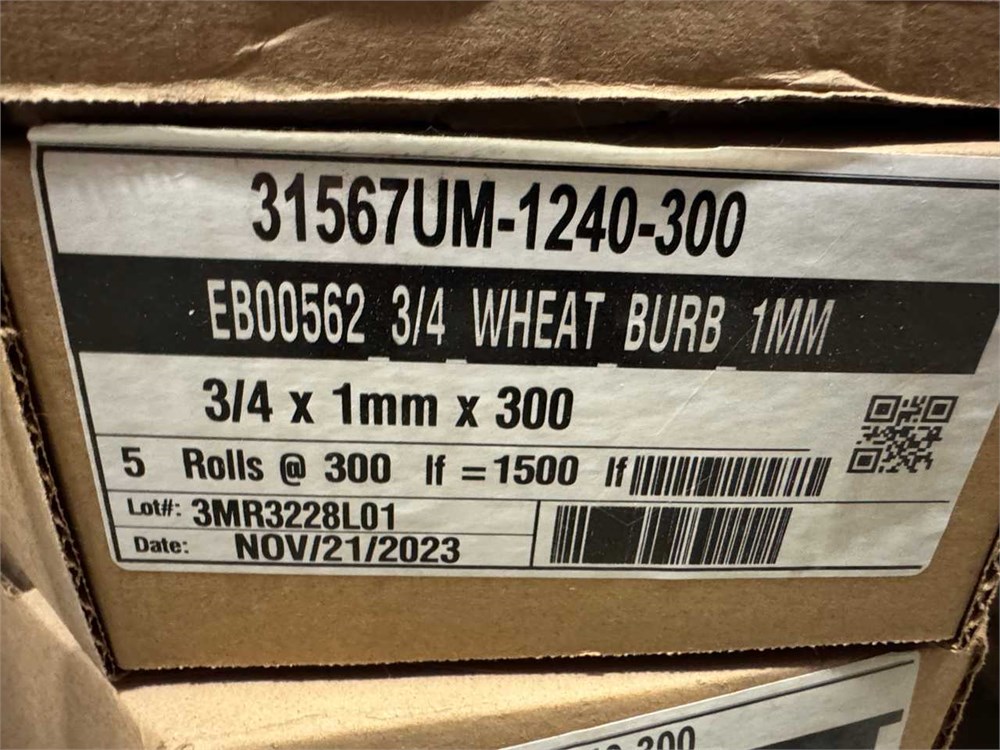 31567UM-1240-300
EB00562 3/4 WHEAT BURB 1MM
3/4 x 1mm x 300
5 Rolls @ 300 lf = 1500 lf
Lot#: 3MR3228L01
Date: NOV/21/2023
-300